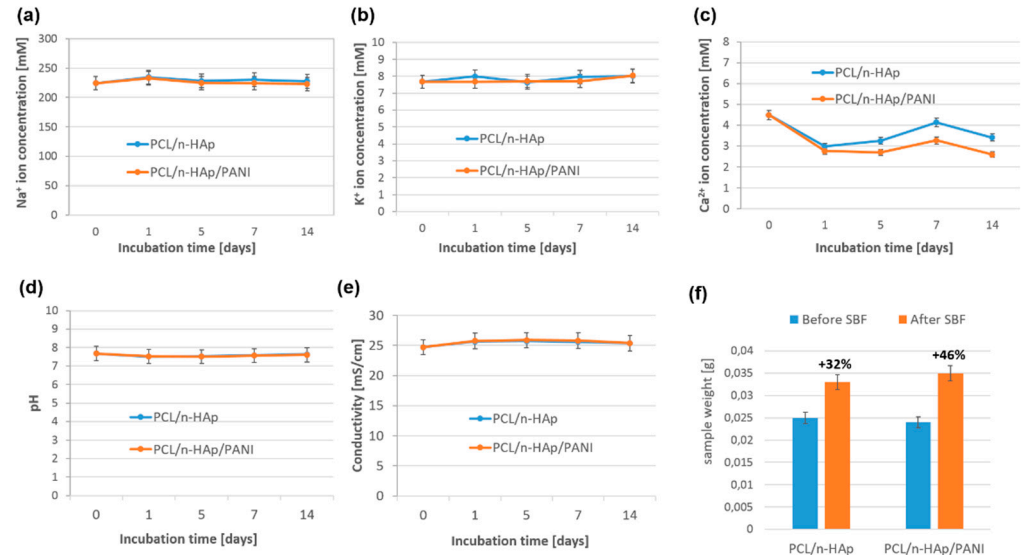 (a)
Na⁺ ion concentration [mM]
300
250
200
150
100
50
0
PCL/n-HAp
PCL/n-HAp/PANI
0 1 5 7 14
Incubation time [days]
(b)
K⁺ ion concentration [mM]
10
9
8
7
6
5
4
3
2
1
0
PCL/n-HAp
PCL/n-HAp/PANI
0 1 5 7 14
Incubation time [days]
(c)
Ca²⁺ ion concentration [mM]
8
7
6
5
4
3
2
1
0
PCL/n-HAp
PCL/n-HAp/PANI
0 1 5 7 14
Incubation time [days]
(d)
pH
10
9
8
7
6
5
4
3
2
1
0
PCL/n-HAp
PCL/n-HAp/PANI
0 1 5 7 14
Incubation time [days]
(e)
Conductivity [mS/cm]
30
25
20
15
10
5
0
PCL/n-HAp
PCL/n-HAp/PANI
0 1 5 7 14
Incubation time [days]
(f)
Before SBF After SBF
sample weight [g]
0,04
0,035
0,03
0,025
0,02
0,015
0,01
0,005
0
+32%
+46%
PCL/n-HAp PCL/n-HAp/PANI